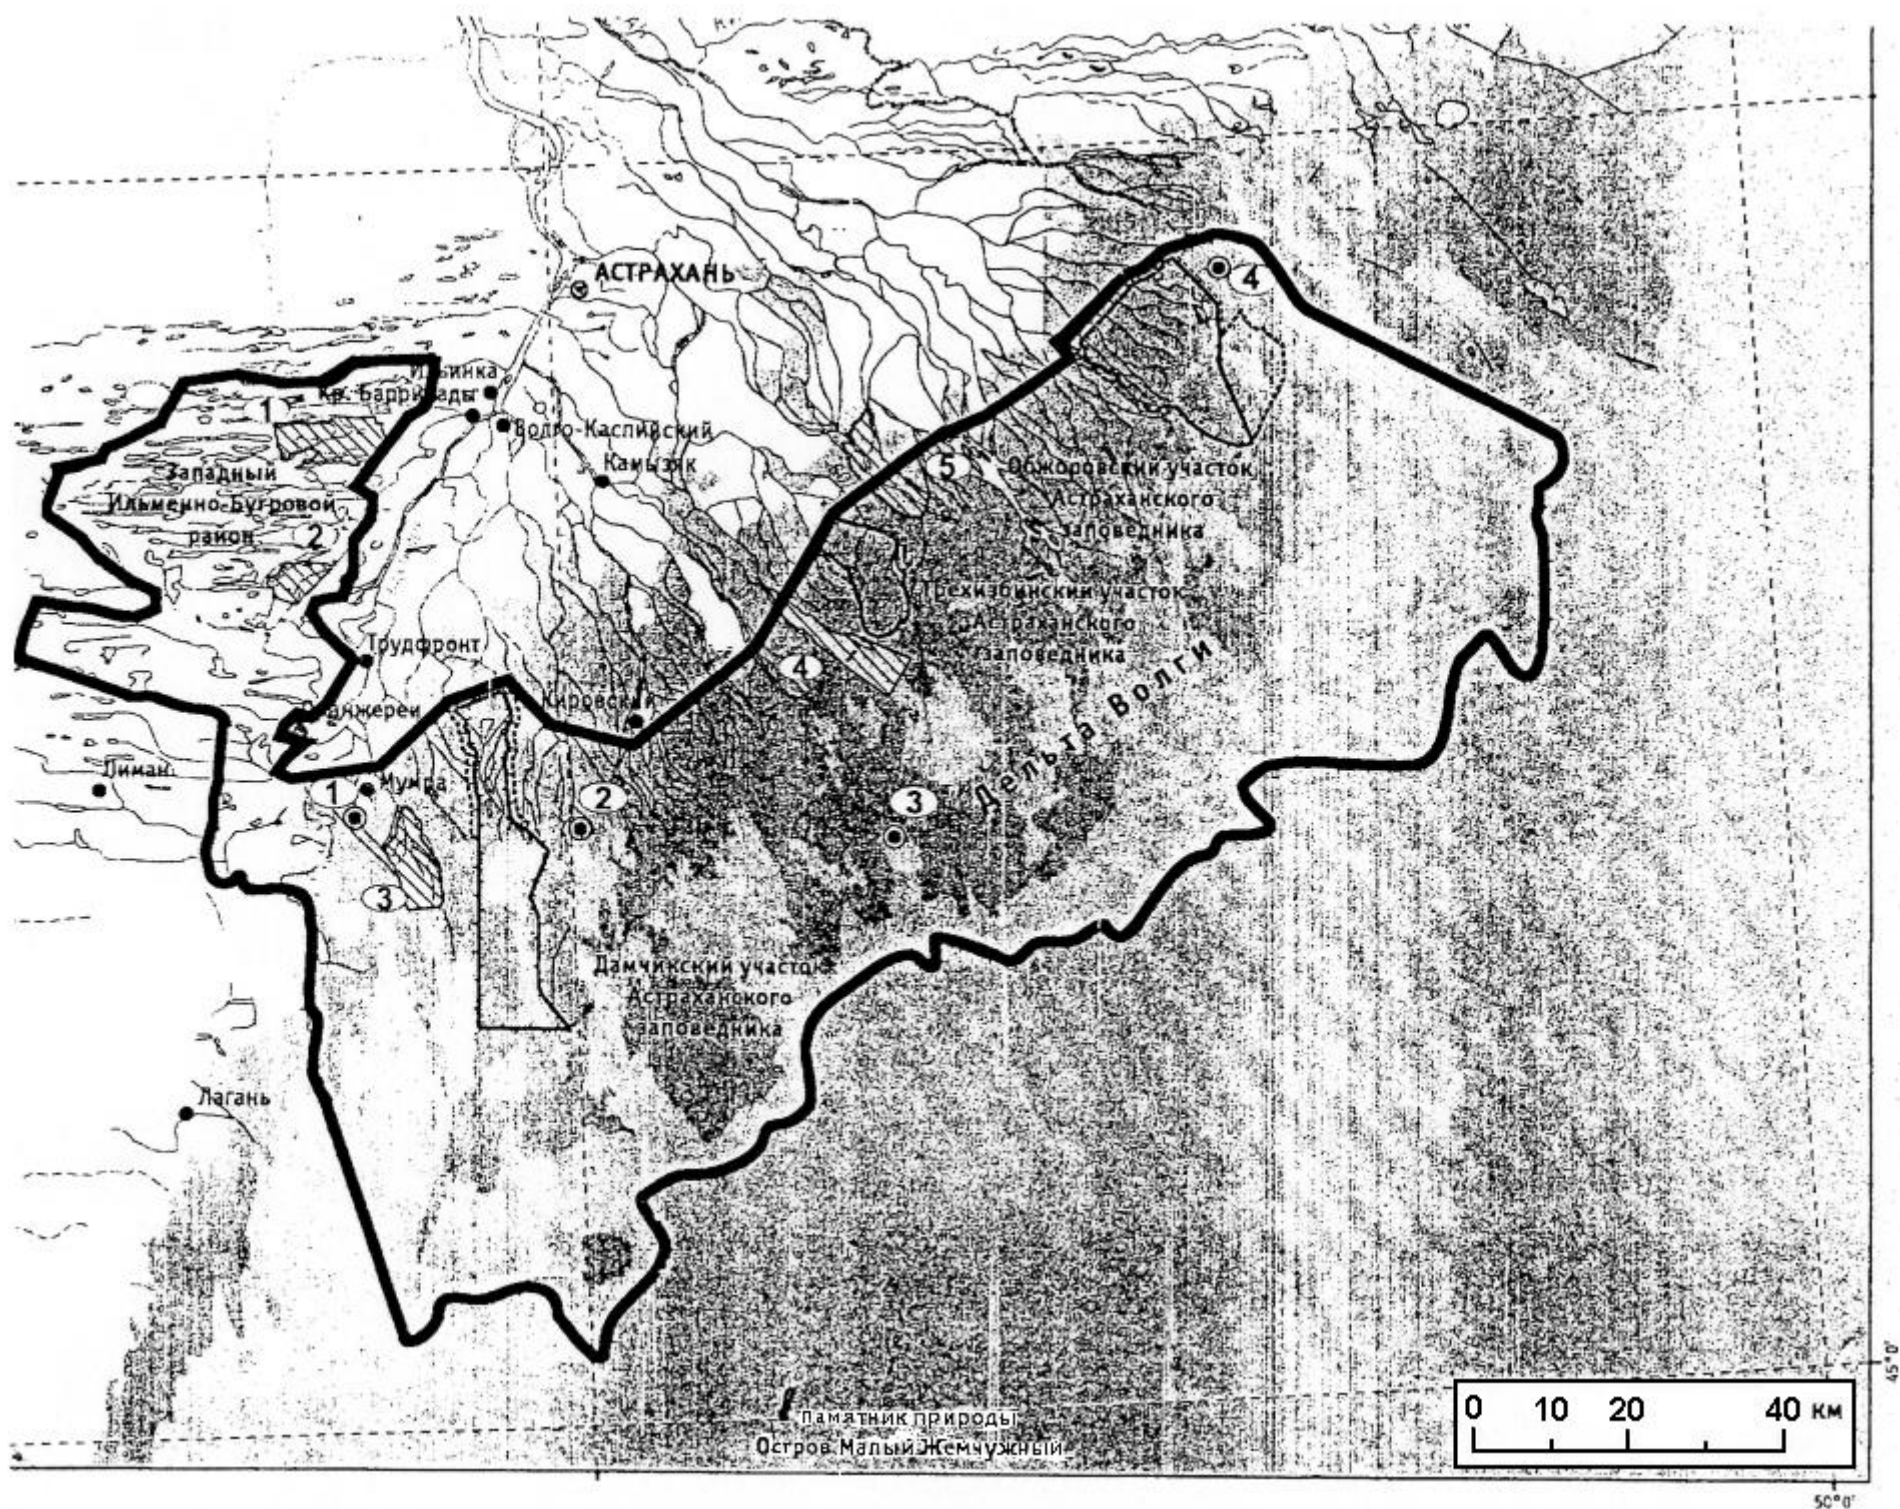 АСТРАХАНЬ
4
Ильинка
Кр. Баррикады
1
Волго-Каспийский
Камызяк
Западный
Ильменно-Бугровой
район
2
5
Обжоровский участок
Астраханского
заповедника
Трехизбинский участок
Астраханского
заповедника
Трудфронт
4
Кировский
Оранжереи
Дельта Волги
Лиман
Мумра
1
2
3
3
Дамчикский участок
Астраханского
заповедника
Лагань
Памятник природы
Остров Малый Жемчужный
0 10 20 40 км
45°0'
50°0'